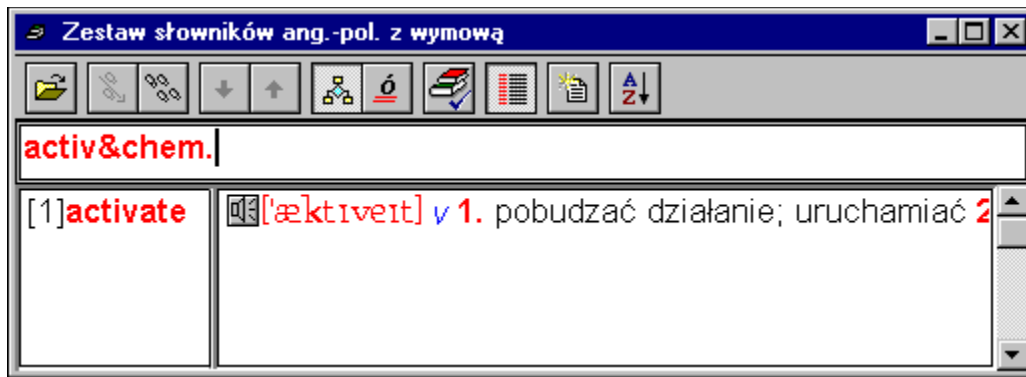 Zestaw słowników ang.-pol. z wymową
activ&chem.
[1]activate ['æktɪveɪt] v 1. pobudzać działanie; uruchamiać 2